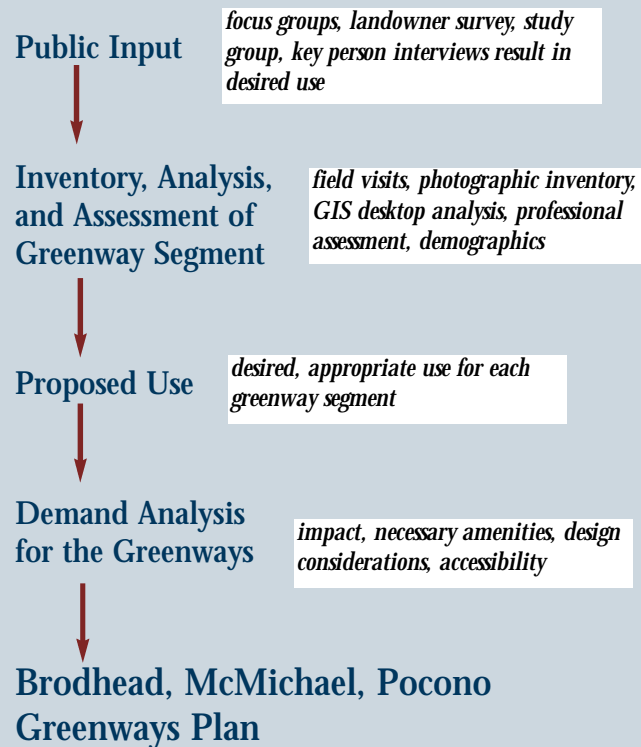 Public Input
focus groups, landowner survey, study
group, key person interviews result in
desired use
Inventory, Analysis,
and Assessment of
Greenway Segment
field visits, photographic inventory,
GIS desktop analysis, professional
assessment, demographics
Proposed Use
desired, appropriate use for each
greenway segment
Demand Analysis
for the Greenways
impact, necessary amenities, design
considerations, accessibility
Brodhead, McMichael, Pocono
Greenways Plan